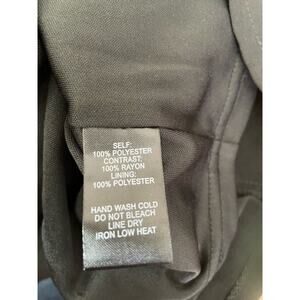 SELF:
100% POLYESTER
CONTRAST:
100% RAYON
LINING:
100% POLYESTER
HAND WASH COLD
DO NOT BLEACH
LINE DRY
IRON LOW HEAT